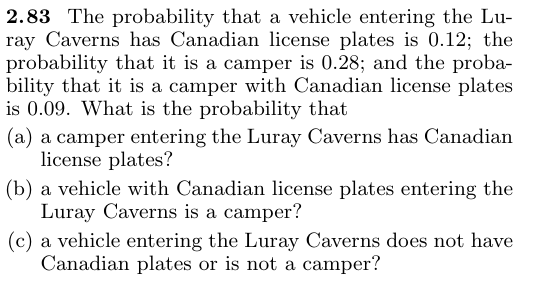 2.83 The probability that a vehicle entering the Lu-
ray Caverns has Canadian license plates is 0.12; the
probability that it is a camper is 0.28; and the proba-
bility that it is a camper with Canadian license plates
is 0.09. What is the probability that
(a) a camper entering the Luray Caverns has Canadian
license plates?
(b) a vehicle with Canadian license plates entering the
Luray Caverns is a camper?
(c) a vehicle entering the Luray Caverns does not have
Canadian plates or is not a camper?